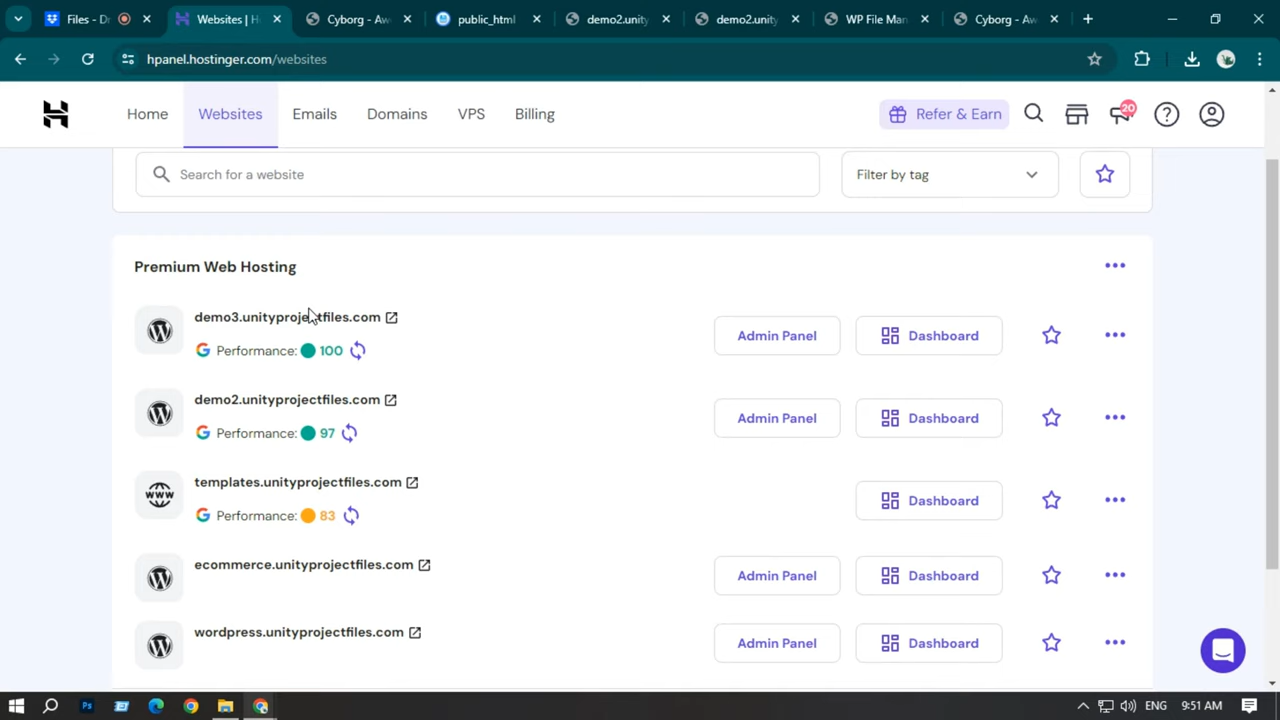 Files - D
Websites | H
Cyborg - Aw
public_html
demo2.unity
demo2.unity
WP File Man
Cyborg - Aw
hpanel.hostinger.com/websites
Home
Websites
Emails
Domains
VPS
Billing
Refer & Earn
20
Search for a website
Filter by tag
Premium Web Hosting
demo3.unityprojectfiles.com
Admin Panel
Dashboard
Performance: 100
demo2.unityprojectfiles.com
Admin Panel
Dashboard
Performance: 97
templates.unityprojectfiles.com
WWW
Dashboard
Performance: 83
ecommerce.unityprojectfiles.com
Admin Panel
Dashboard
wordpress.unityprojectfiles.com
Admin Panel
Dashboard
ENG 9:51 AM